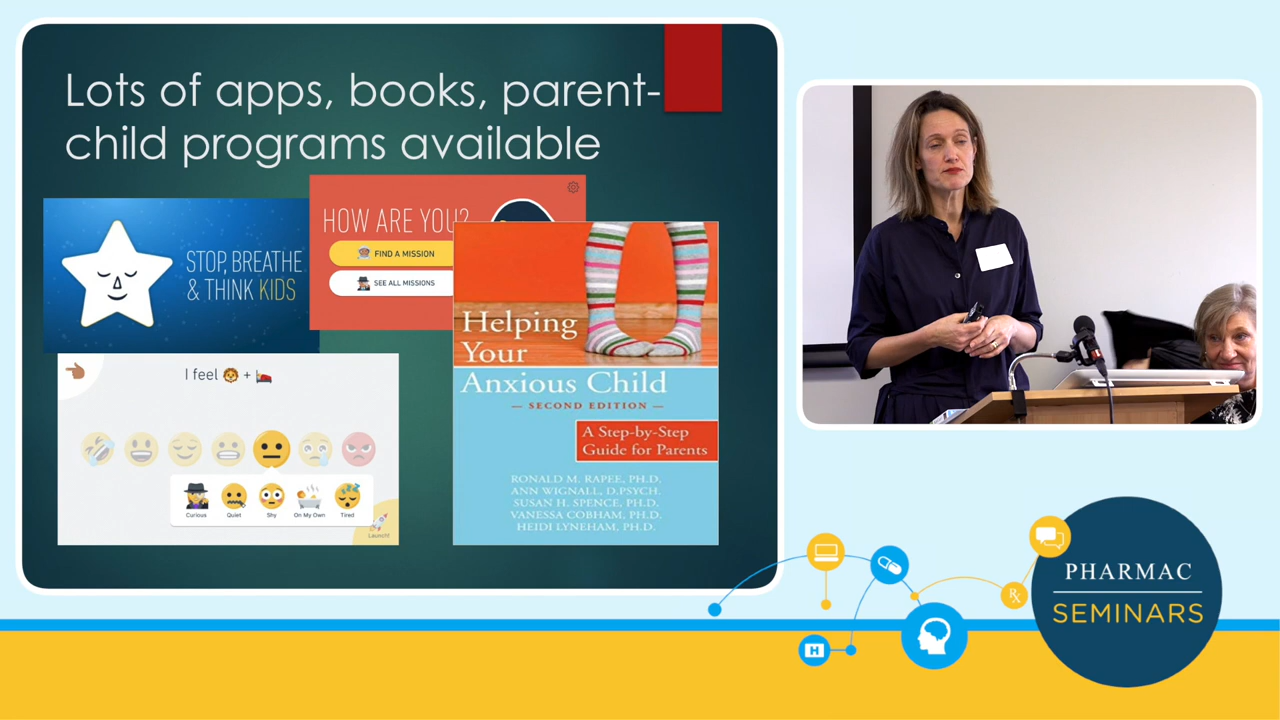 Lots of apps, books, parent-
child programs available
STOP, BREATHE
& THINK KIDS
HOW ARE YOU?
FIND A MISSION
SEE ALL MISSIONS
I feel
+
Curious
Quiet
Shy
On My Own
Tired
Launch!
Helping
Your
Anxious Child
— SECOND EDITION —
A Step-by-Step
Guide for Parents
RONALD M. RAPEE, PH.D.
ANN WIGNALL, D.PSYCH.
SUSAN H. SPENCE, PH.D.
VANESSA COBHAM, PH.D.
HEIDI LYNEHAM, PH.D.
H
Rx
PHARMAC
SEMINARS